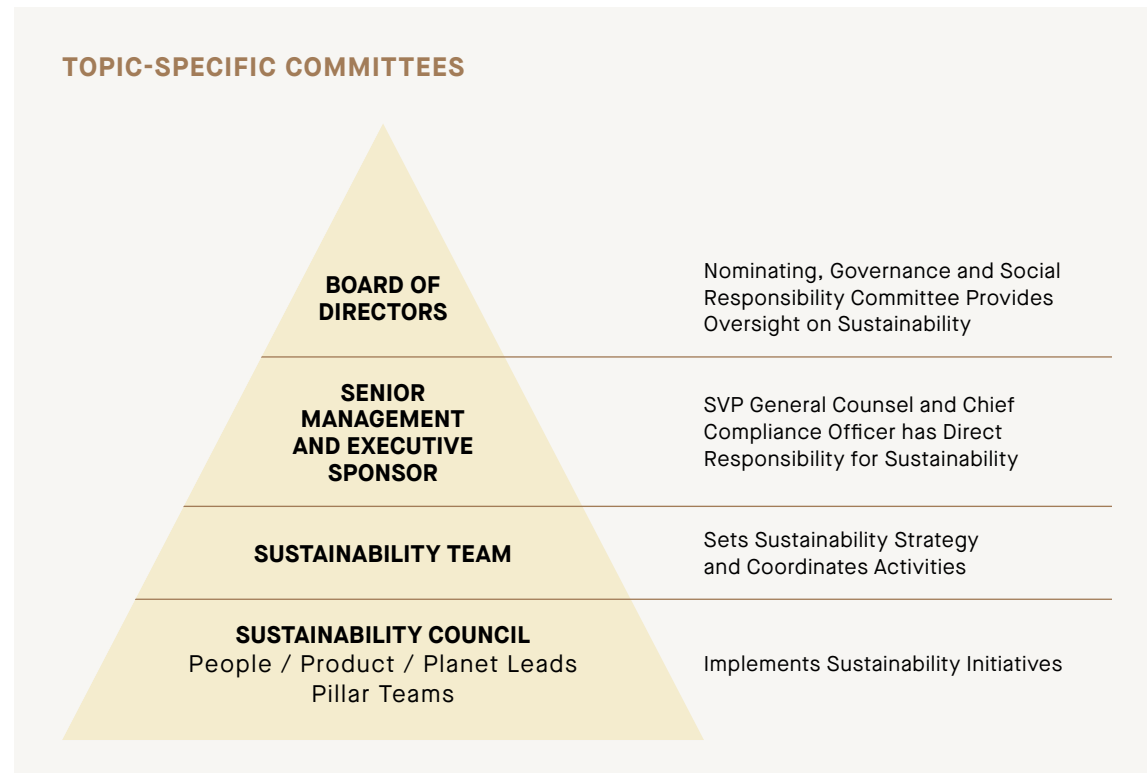 TOPIC-SPECIFIC COMMITTEES
BOARD OF
DIRECTORS
Nominating, Governance and Social
Responsibility Committee Provides
Oversight on Sustainability
SENIOR
MANAGEMENT
AND EXECUTIVE
SPONSOR
SVP General Counsel and Chief
Compliance Officer has Direct
Responsibility for Sustainability
SUSTAINABILITY TEAM
Sets Sustainability Strategy
and Coordinates Activities
SUSTAINABILITY COUNCIL
People / Product / Planet Leads
Pillar Teams
Implements Sustainability Initiatives